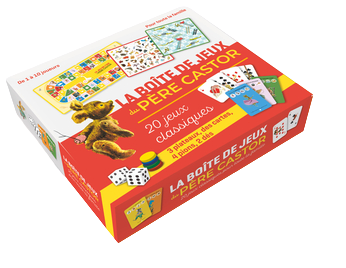 De 1 à 10 joueurs
Pour toute la famille
LA BOÎTE DE JEUX
du PÈRE CASTOR
20 jeux
classiques
3 plateaux, des cartes,
4 pions, 2 dés
LA BOÎTE DE JEUX
du PÈRE CASTOR